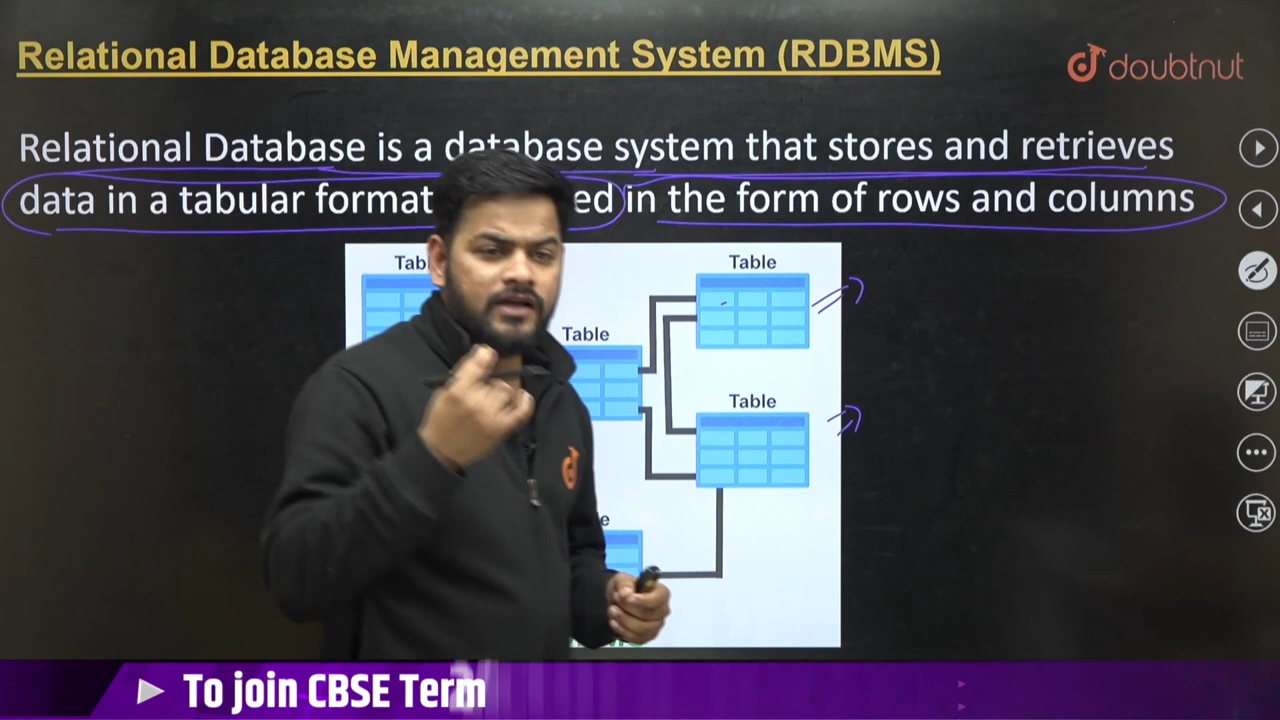 Relational Database Management System (RDBMS)
doubtnut
Relational Database is a database system that stores and retrieves
data in a tabular format ed in the form of rows and columns
Table
Table
Table
To join CBSE Term